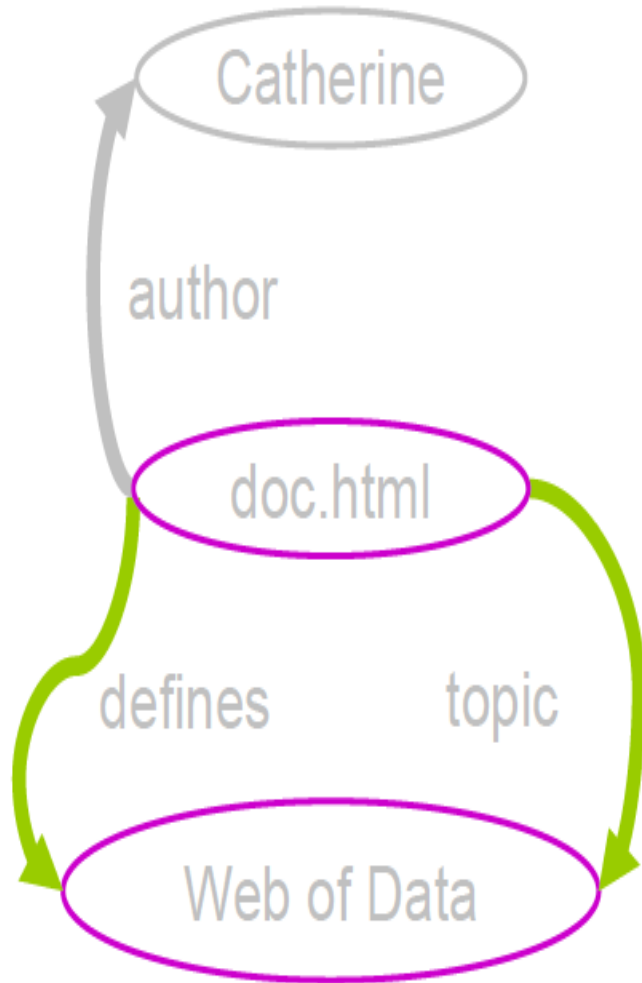 Catherine
author
doc.html
defines
topic
Web of Data